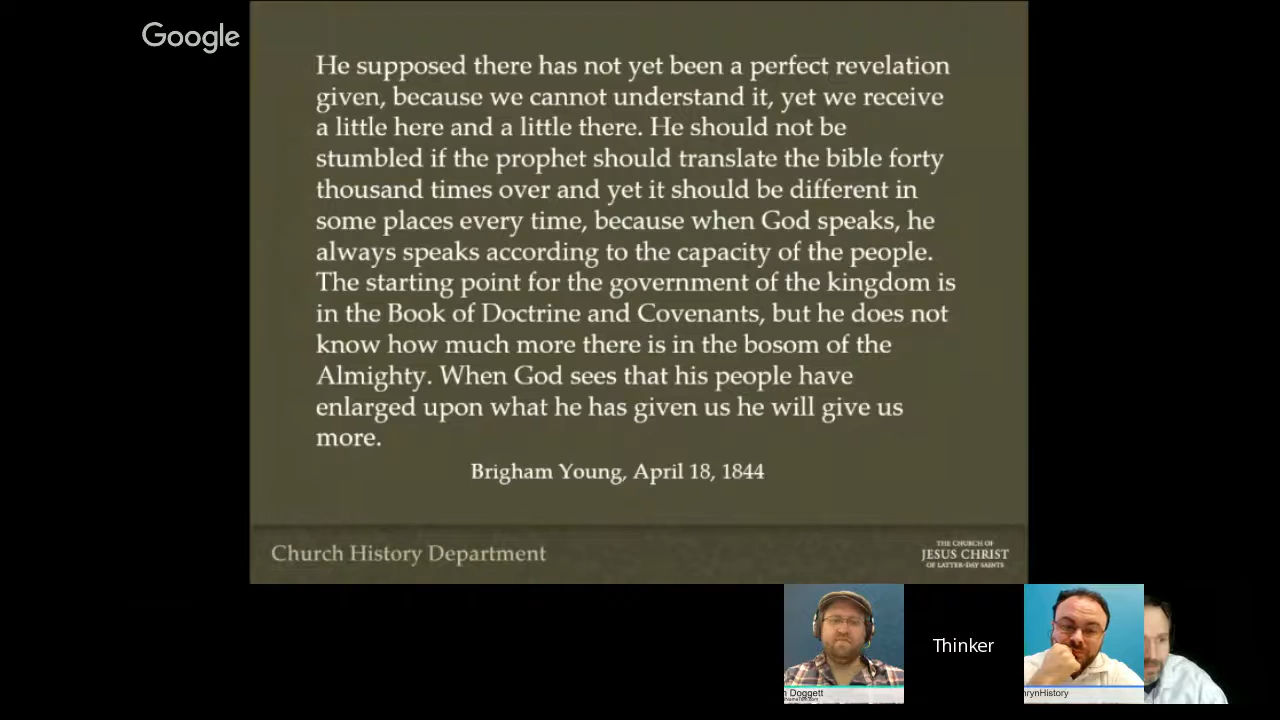 Google
He supposed there has not yet been a perfect revelation
given, because we cannot understand it, yet we receive
a little here and a little there. He should not be
stumbled if the prophet should translate the bible forty
thousand times over and yet it should be different in
some places every time, because when God speaks, he
always speaks according to the capacity of the people.
The starting point for the government of the kingdom is
in the Book of Doctrine and Covenants, but he does not
know how much more there is in the bosom of the
Almighty. When God sees that his people have
enlarged upon what he has given us he will give us
more.
Brigham Young, April 18, 1844
Church History Department
THE CHURCH OF
JESUS CHRIST
OF LATTER-DAY SAINTS
Thinker
Doggett
rynHistory